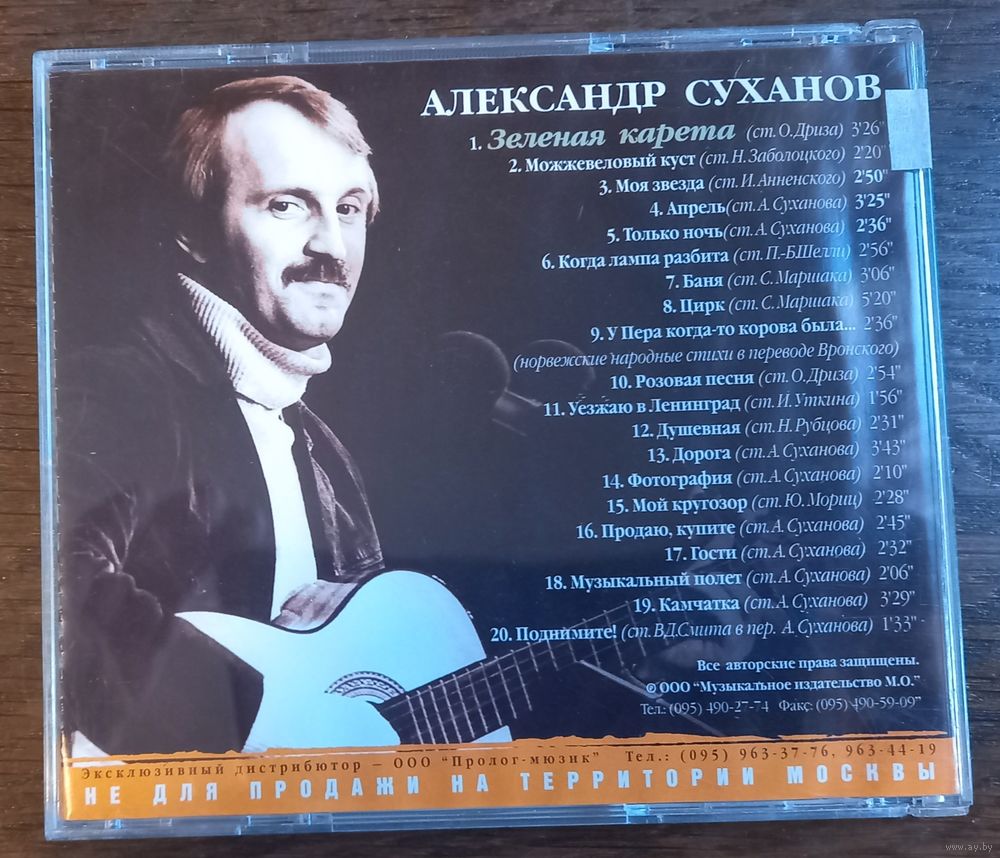 АЛЕКСАНДР СУХАНОВ
1. Зеленая карета (ст. О. Дриза) 3'26"
2. Можжевеловый куст (ст. Н. Заболоцкого) 2'20"
3. Моя звезда (ст. И. Анненского) 2'50"
4. Апрель(ст. А. Суханова) 3'25"
5. Только ночь(ст. А. Суханова) 2'36"
6. Когда лампа разбита (ст. П.-Б.Шелли) 2'56"
7. Баня (ст. С. Маршака) 3'06"
8. Цирк (ст. С. Маршака) 5'20"
9. У Пера когда-то корова была... 2'36"
(норвежские народные стихи в переводе Вронского)
10. Розовая песня (ст. О. Дриза) 2'54"
11. Уезжаю в Ленинград (ст. И. Уткина) 1'56"
12. Душевная (ст. Н. Рубцова) 2'31"
13. Дорога (ст. А. Суханова) 3'43"
14. Фотография (ст. А. Суханова) 2'10"
15. Мой кругозор (ст. Ю. Мориц) 2'28"
16. Продаю, купите (ст. А. Суханова) 2'45"
17. Гости (ст. А. Суханова) 2'32"
18. Музыкальный полет (ст. А. Суханова) 2'06"
19. Камчатка (ст. А. Суханова) 3'29"
20. Поднимите! (ст. В.Д.Смита в пер. А. Суханова) 1'33"
Все авторские права защищены.
℗© ООО "Музыкальное издательство М.О."
Тел.: (095) 490-27-74 Факс: (095) 490-59-09"
Эксклюзивный дистрибютор – ООО "Пролог-мюзик" Тел.: (095) 963-37-76, 963-44-19
НЕ ДЛЯ ПРОДАЖИ НА ТЕРРИТОРИИ МОСКВЫ
www.ay.by